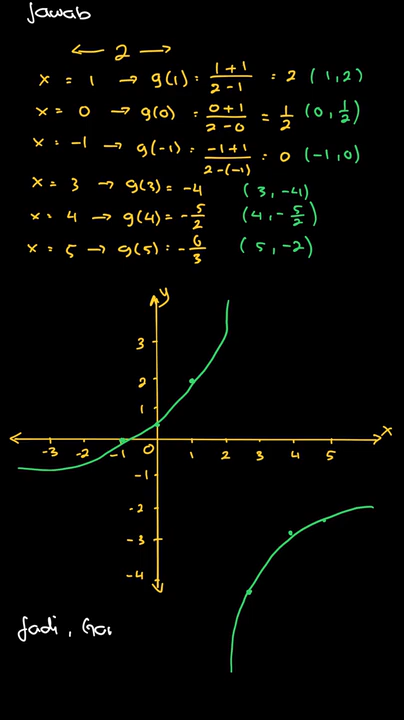 Jawab
← 2 →
x = 1 → g(1) = 1+1/2-1 = 2 (1,2)
x = 0 → g(0) = 0+1/2-0 = 1/2 (0, 1/2)
x = -1 → g(-1) = -1+1/2-(-1) = 0 (-1,0)
x = 3 → g(3) = -4 (3, -4)
x = 4 → g(4) = -5/2 (4, -5/2)
x = 5 → g(5) = -6/3 (5, -2)
y
3
2
1
x
-3 -2 -1 0 1 2 3 4 5
-1
-2
-3
-4
Jadi,